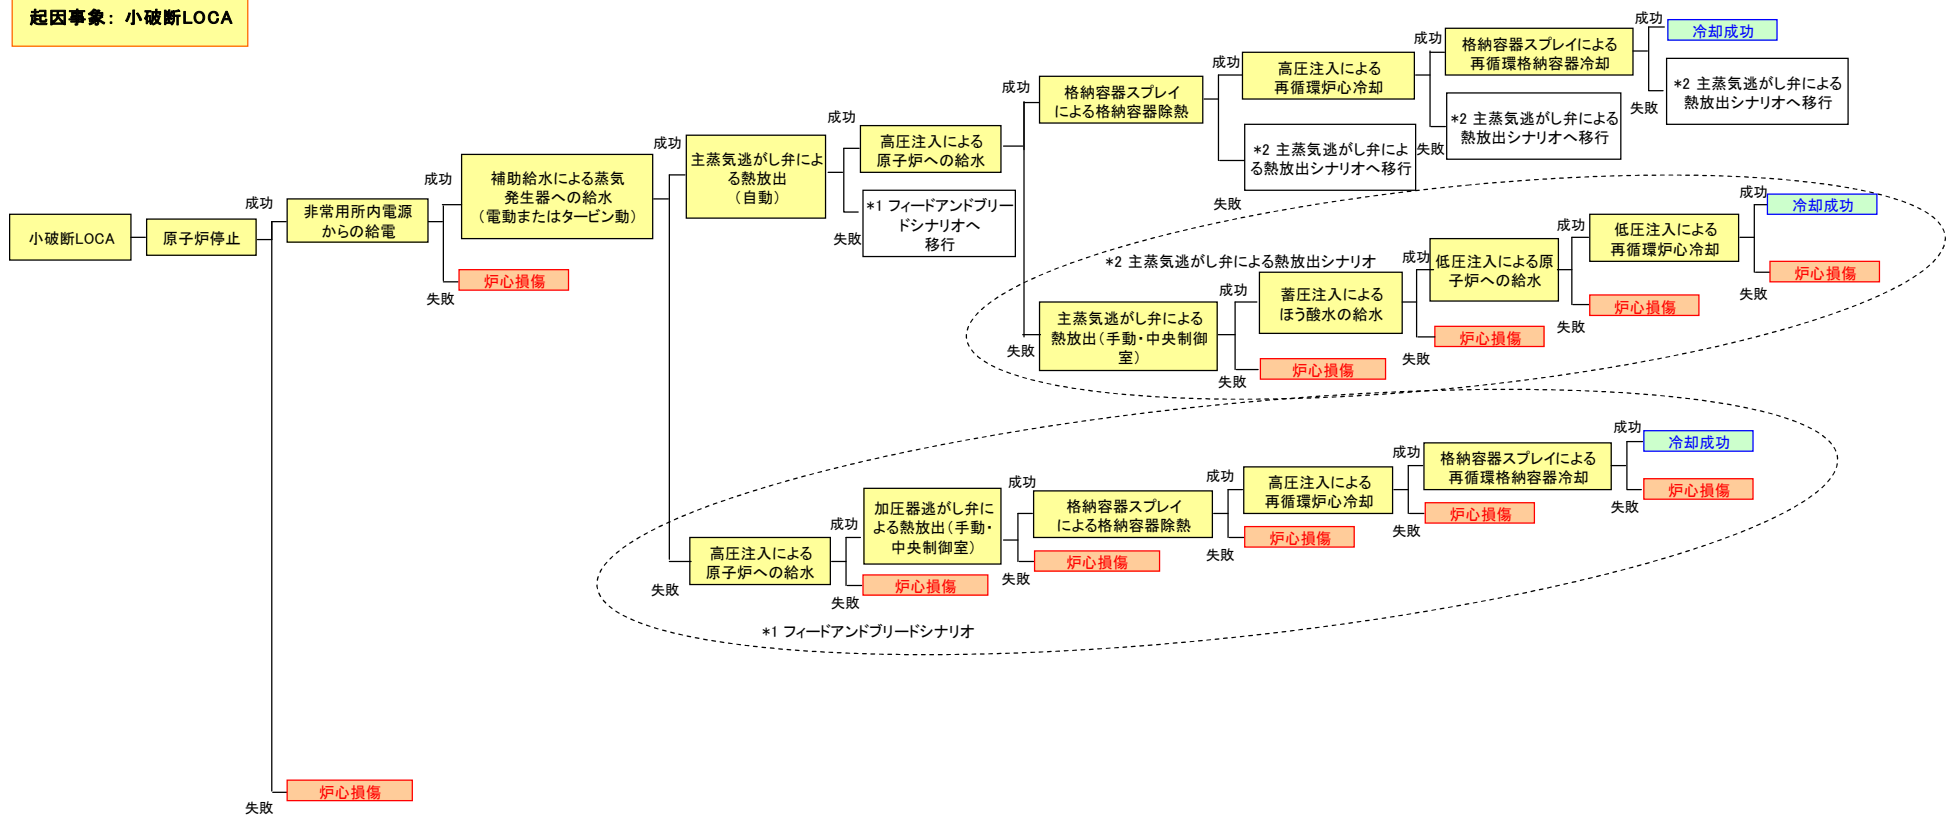 起因事象： 小破断LOCA
小破断LOCA
原子炉停止
成功
失敗
非常用所内電源
からの給電
炉心損傷
成功
失敗
補助給水による蒸気
発生器への給水
（電動またはタービン動）
炉心損傷
成功
失敗
主蒸気逃がし弁によ
る熱放出
（自動）
成功
失敗
高圧注入による
原子炉への給水
*1 フィードアンドブリー
ドシナリオへ
移行
成功
失敗
格納容器スプレイ
による格納容器除熱
成功
失敗
高圧注入による
再循環炉心冷却
*2 主蒸気逃がし弁によ
る熱放出シナリオへ移行
成功
失敗
格納容器スプレイによる
再循環格納容器冷却
*2 主蒸気逃がし弁による
熱放出シナリオへ移行
成功
失敗
冷却成功
*2 主蒸気逃がし弁による
熱放出シナリオへ移行
*2 主蒸気逃がし弁による熱放出シナリオ
主蒸気逃がし弁による
熱放出（手動・中央制御
室）
成功
失敗
蓄圧注入による
ほう酸水の給水
炉心損傷
成功
失敗
低圧注入による原
子炉への給水
炉心損傷
成功
失敗
低圧注入による
再循環炉心冷却
炉心損傷
成功
失敗
冷却成功
炉心損傷
高圧注入による
原子炉への給水
成功
失敗
加圧器逃がし弁に
よる熱放出（手動・
中央制御室）
炉心損傷
成功
失敗
格納容器スプレイ
による格納容器除熱
炉心損傷
成功
失敗
高圧注入による
再循環炉心冷却
炉心損傷
成功
失敗
格納容器スプレイによる
再循環格納容器冷却
炉心損傷
成功
失敗
冷却成功
炉心損傷
*1 フィードアンドブリードシナリオ